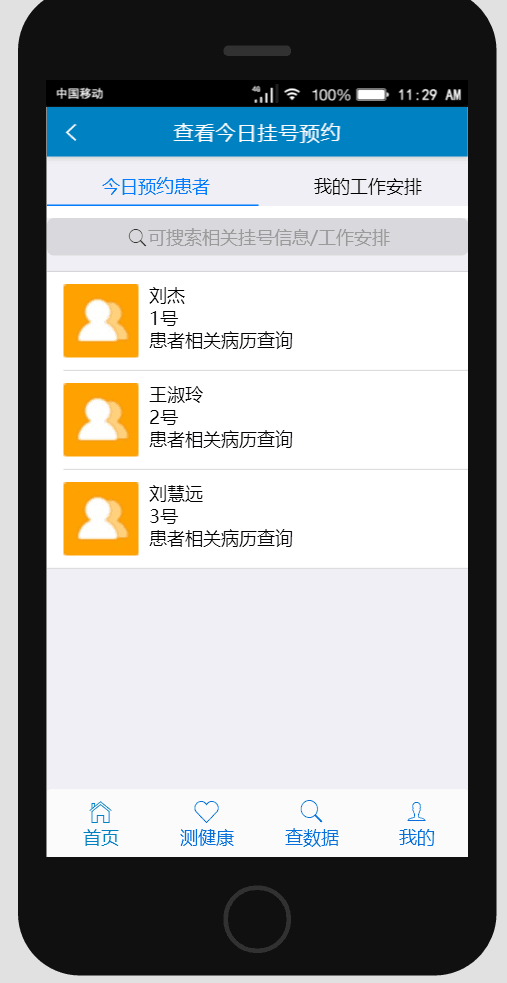 中国移动 4G 100% 11:29 AM
查看今日挂号预约
今日预约患者 我的工作安排
可搜索相关挂号信息/工作安排
刘杰
1号
患者相关病历查询
王淑玲
2号
患者相关病历查询
刘慧远
3号
患者相关病历查询
首页 测健康 查数据 我的